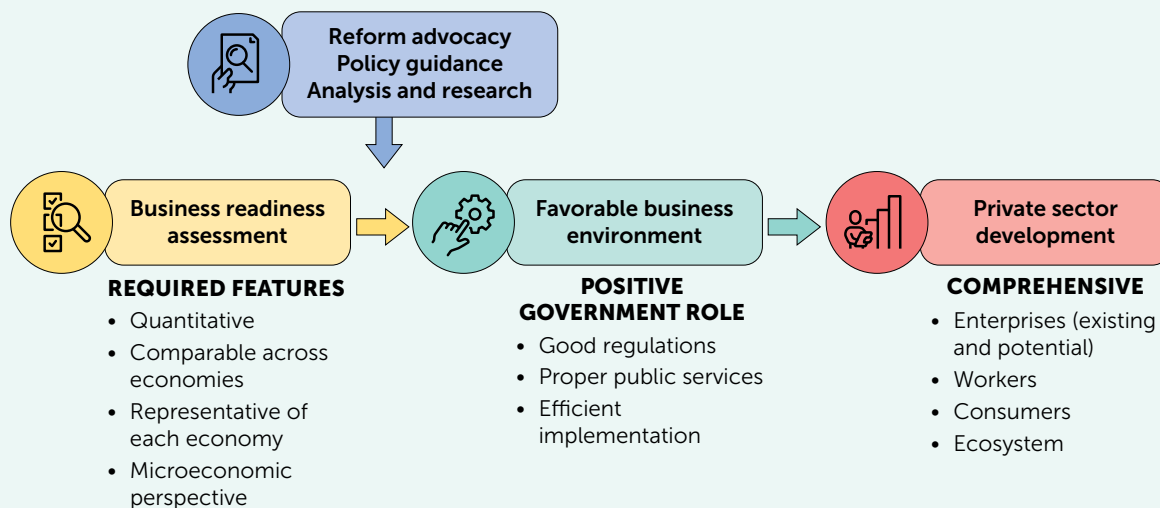 Reform advocacy
Policy guidance
Analysis and research
Business readiness
assessment
REQUIRED FEATURES
• Quantitative
• Comparable across
economies
• Representative of
each economy
• Microeconomic
perspective
Favorable business
environment
POSITIVE
GOVERNMENT ROLE
• Good regulations
• Proper public services
• Efficient
implementation
Private sector
development
COMPREHENSIVE
• Enterprises (existing
and potential)
• Workers
• Consumers
• Ecosystem